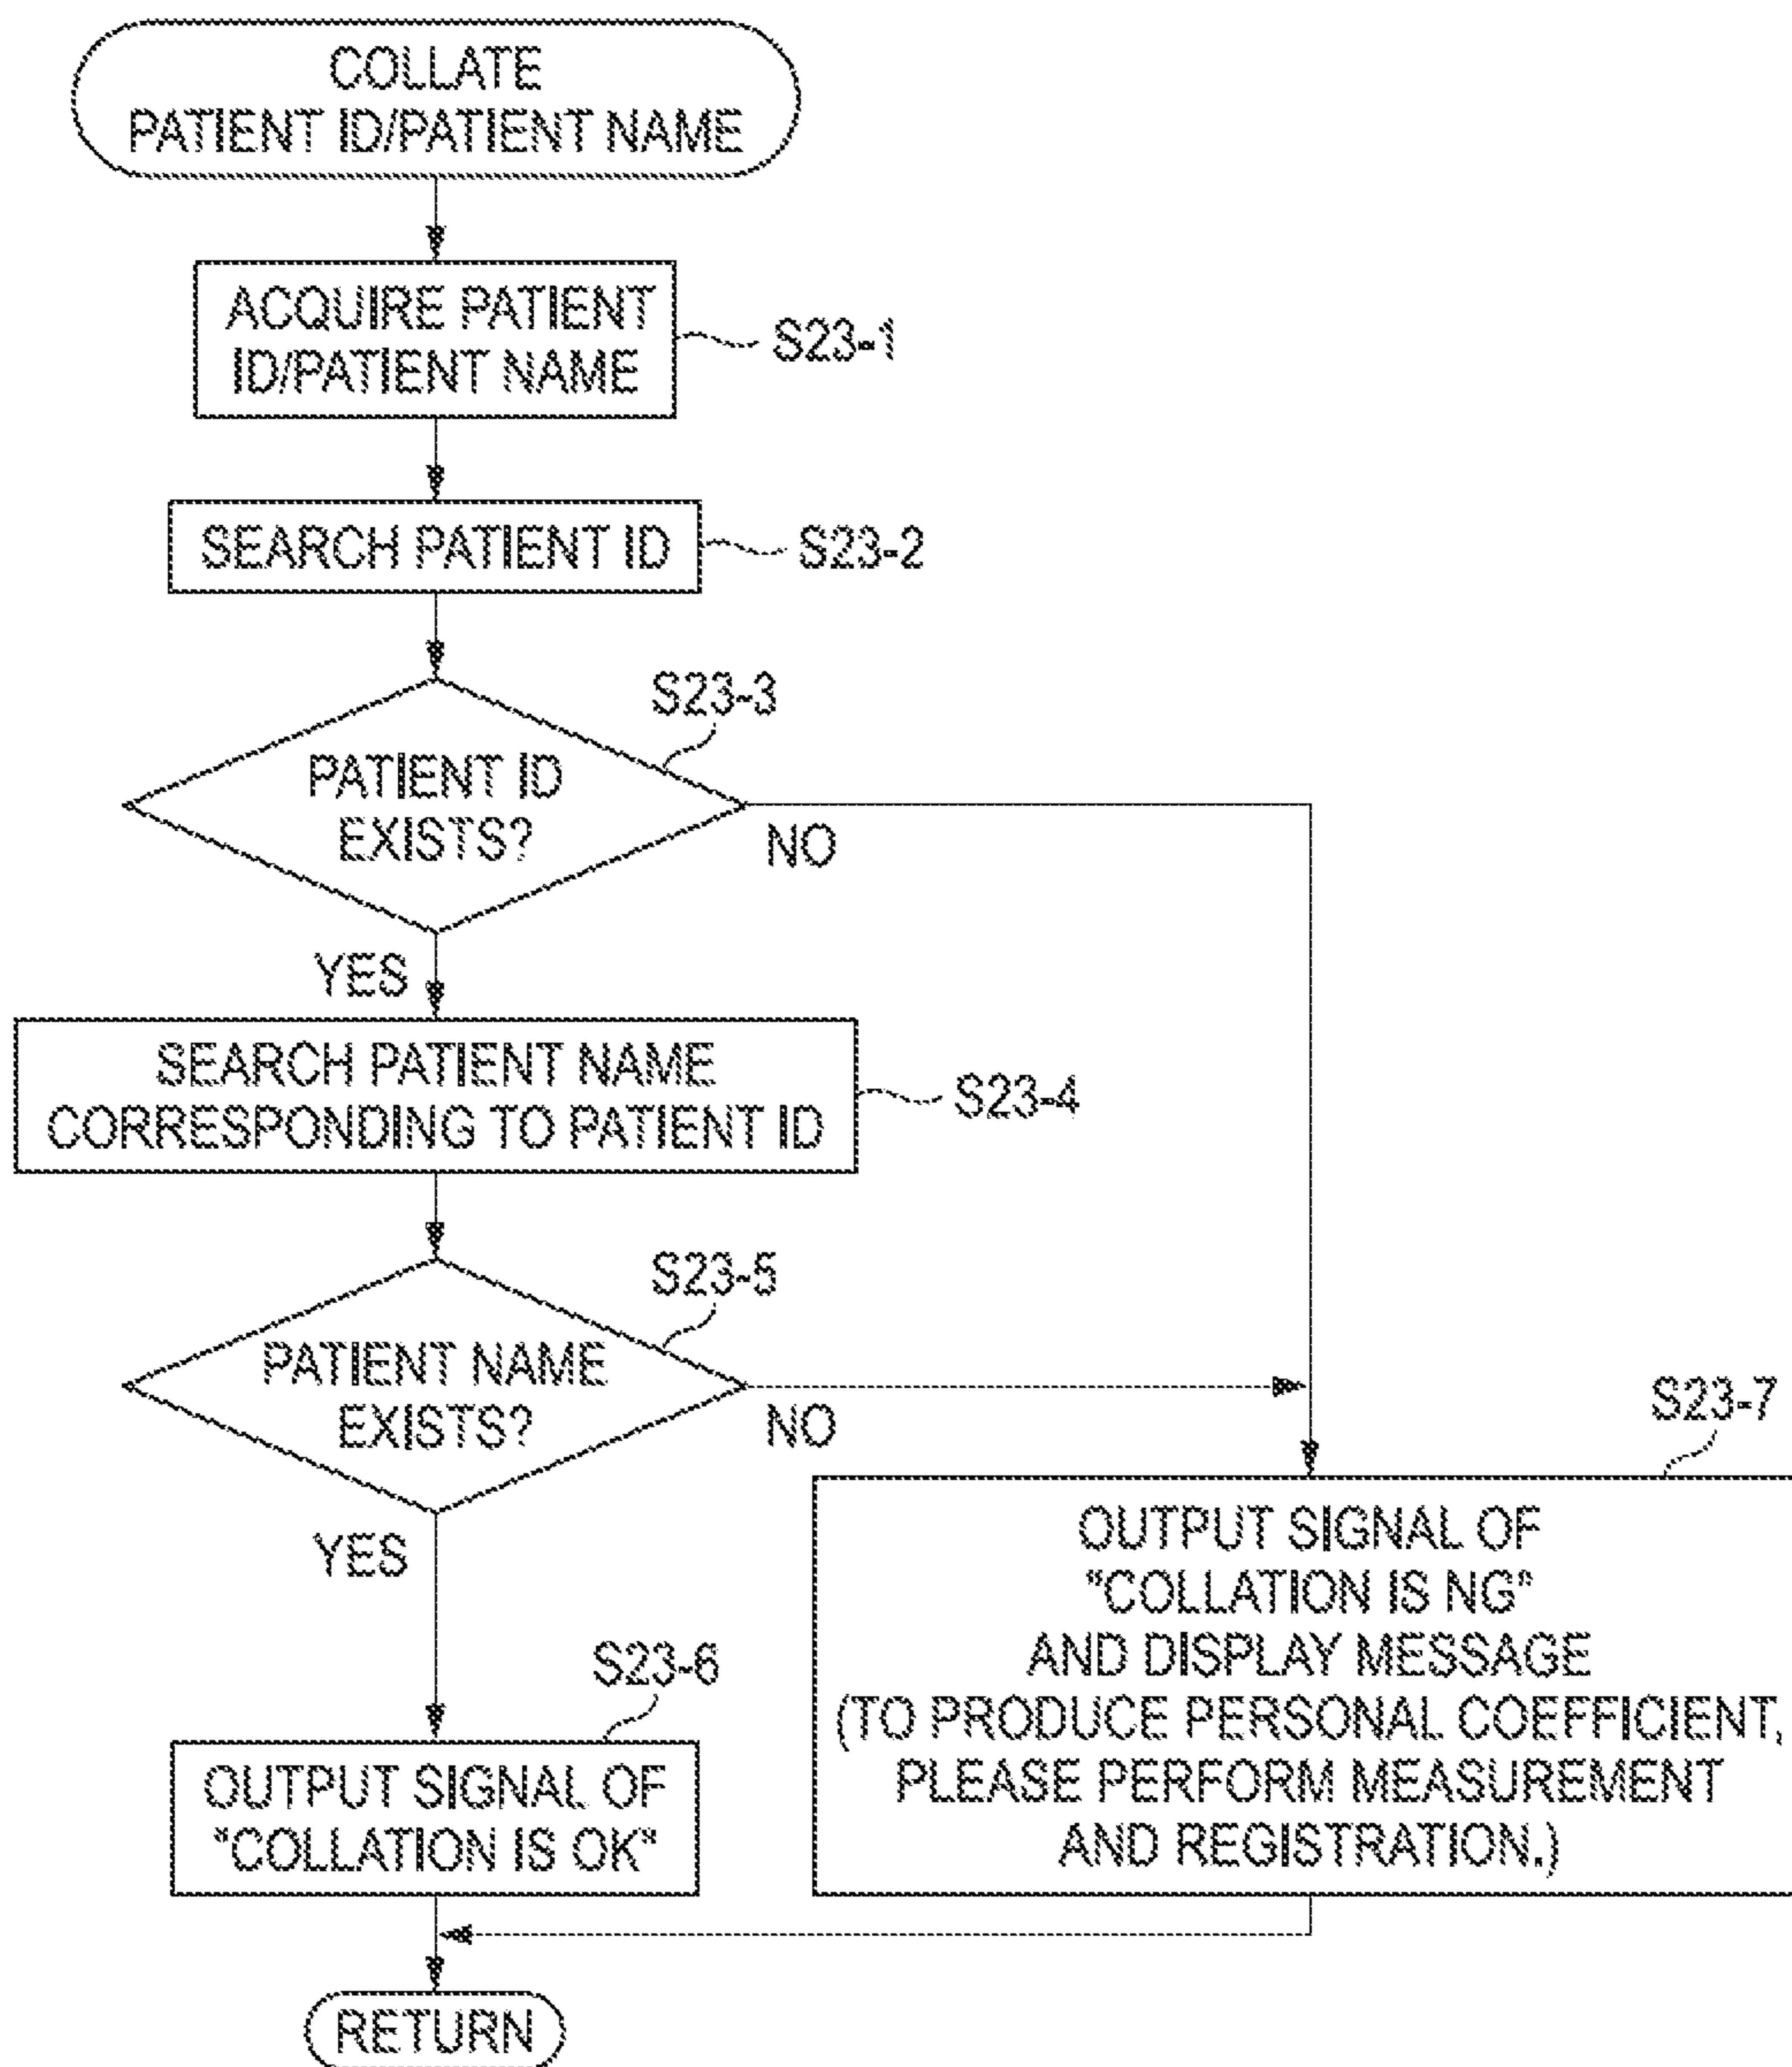 COLLATE
PATIENT ID/PATIENT NAME
ACQUIRE PATIENT
ID/PATIENT NAME
S23-1
SEARCH PATIENT ID
S23-2
S23-3
PATIENT ID
EXISTS?
NO
YES
SEARCH PATIENT NAME
CORRESPONDING TO PATIENT ID
S23-4
S23-5
PATIENT NAME
EXISTS?
NO
YES
S23-6
OUTPUT SIGNAL OF
"COLLATION IS OK"
S23-7
OUTPUT SIGNAL OF
"COLLATION IS NG"
AND DISPLAY MESSAGE
(TO PRODUCE PERSONAL COEFFICIENT,
PLEASE PERFORM MEASUREMENT
AND REGISTRATION.)
RETURN